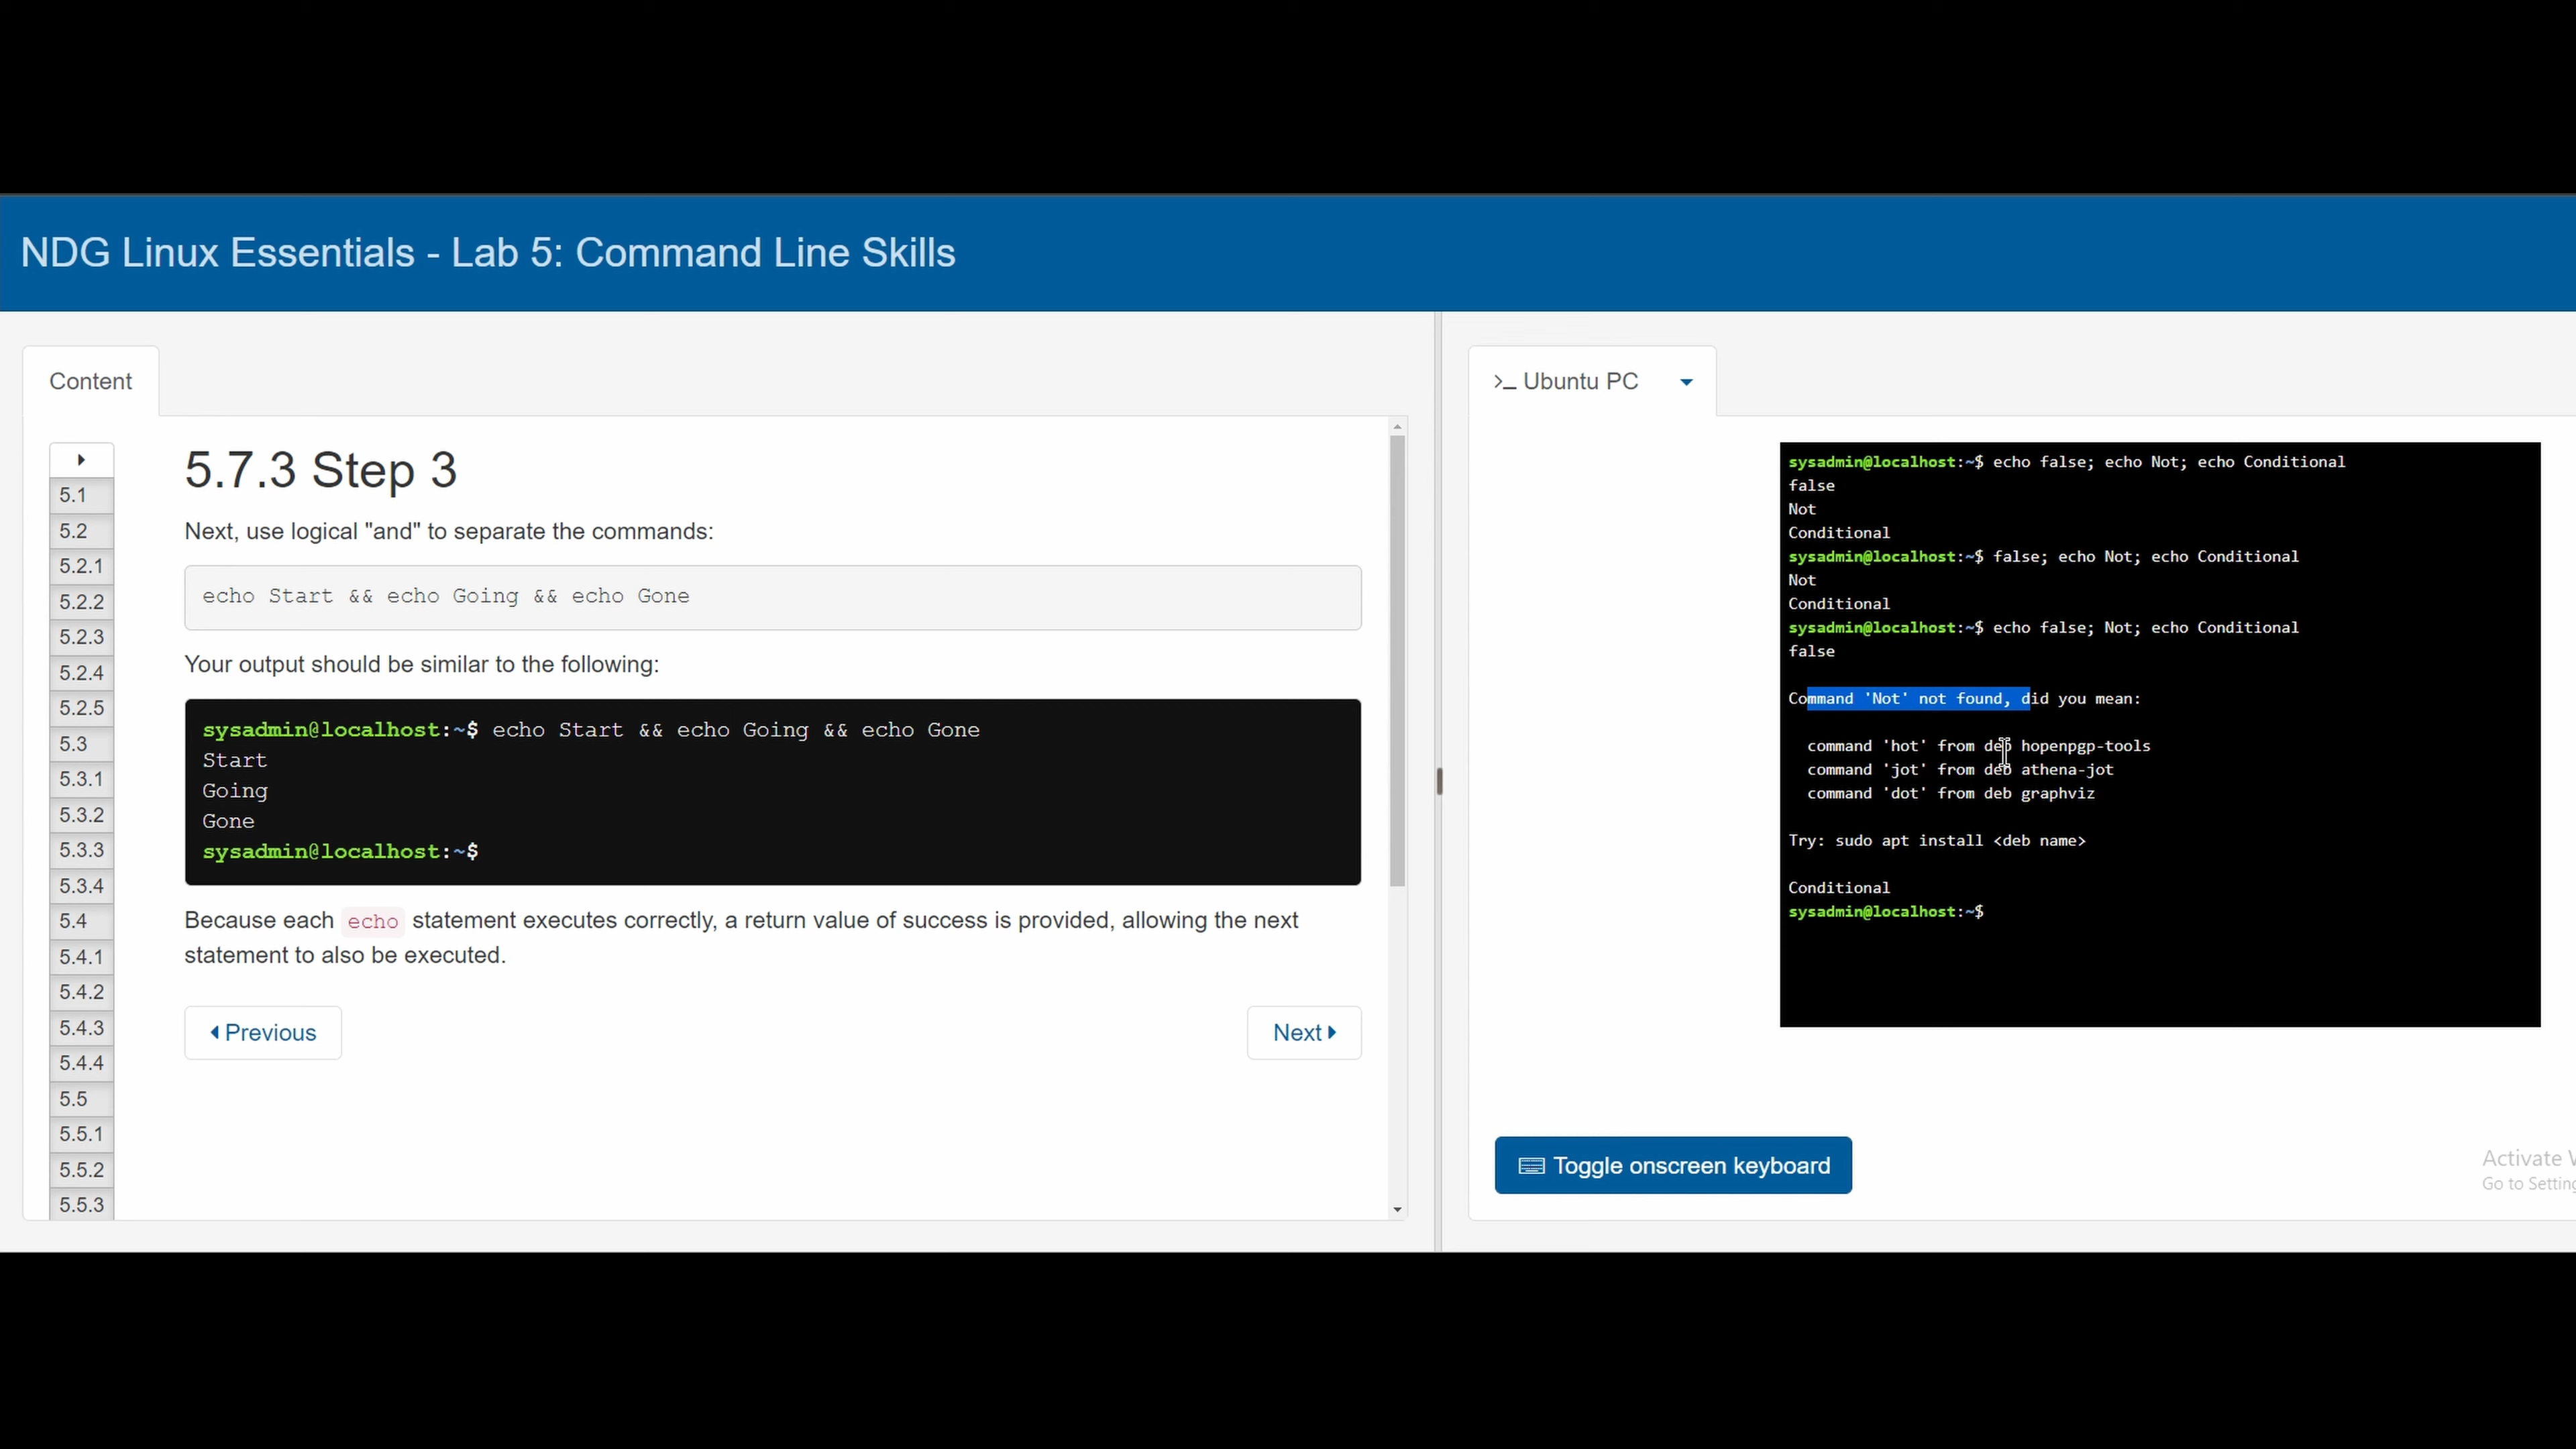 NDG Linux Essentials - Lab 5: Command Line Skills
Content
5.1
5.2
5.2.1
5.2.2
5.2.3
5.2.4
5.2.5
5.3
5.3.1
5.3.2
5.3.3
5.3.4
5.4
5.4.1
5.4.2
5.4.3
5.4.4
5.5
5.5.1
5.5.2
5.5.3
5.7.3 Step 3
Next, use logical "and" to separate the commands:
echo Start && echo Going && echo Gone
Your output should be similar to the following:
sysadmin@localhost:~$ echo Start && echo Going && echo Gone
Start
Going
Gone
sysadmin@localhost:~$
Because each echo statement executes correctly, a return value of success is provided, allowing the next
statement to also be executed.
Previous
Next
>_ Ubuntu PC
sysadmin@localhost:~$ echo false; echo Not; echo Conditional
false
Not
Conditional
sysadmin@localhost:~$ false; echo Not; echo Conditional
Not
Conditional
sysadmin@localhost:~$ echo false; Not; echo Conditional
false
Command 'Not' not found, did you mean:
command 'hot' from deb hopenpgp-tools
command 'jot' from deb athena-jot
command 'dot' from deb graphviz
Try: sudo apt install <deb name>
Conditional
sysadmin@localhost:~$
Toggle onscreen keyboard
Activate
Go to